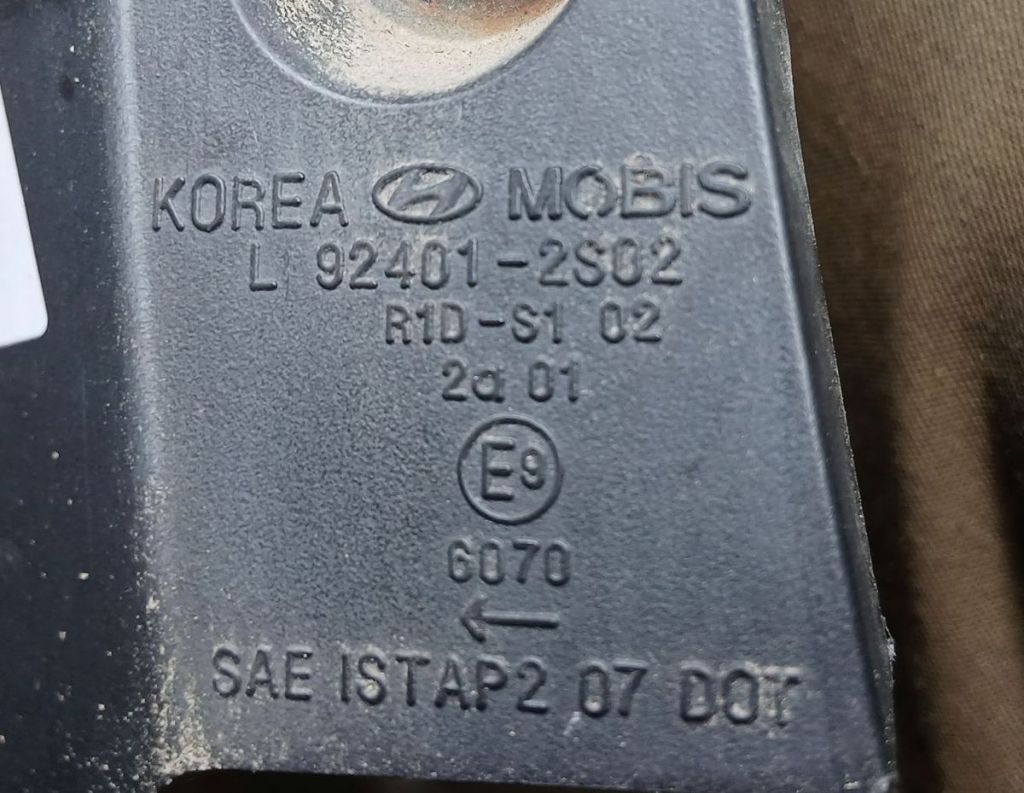 KOREA MOBIS
L 92401-2S02
R1D-S1 02
2a 01
E9
6070
SAE ISTAP2 07 DOT